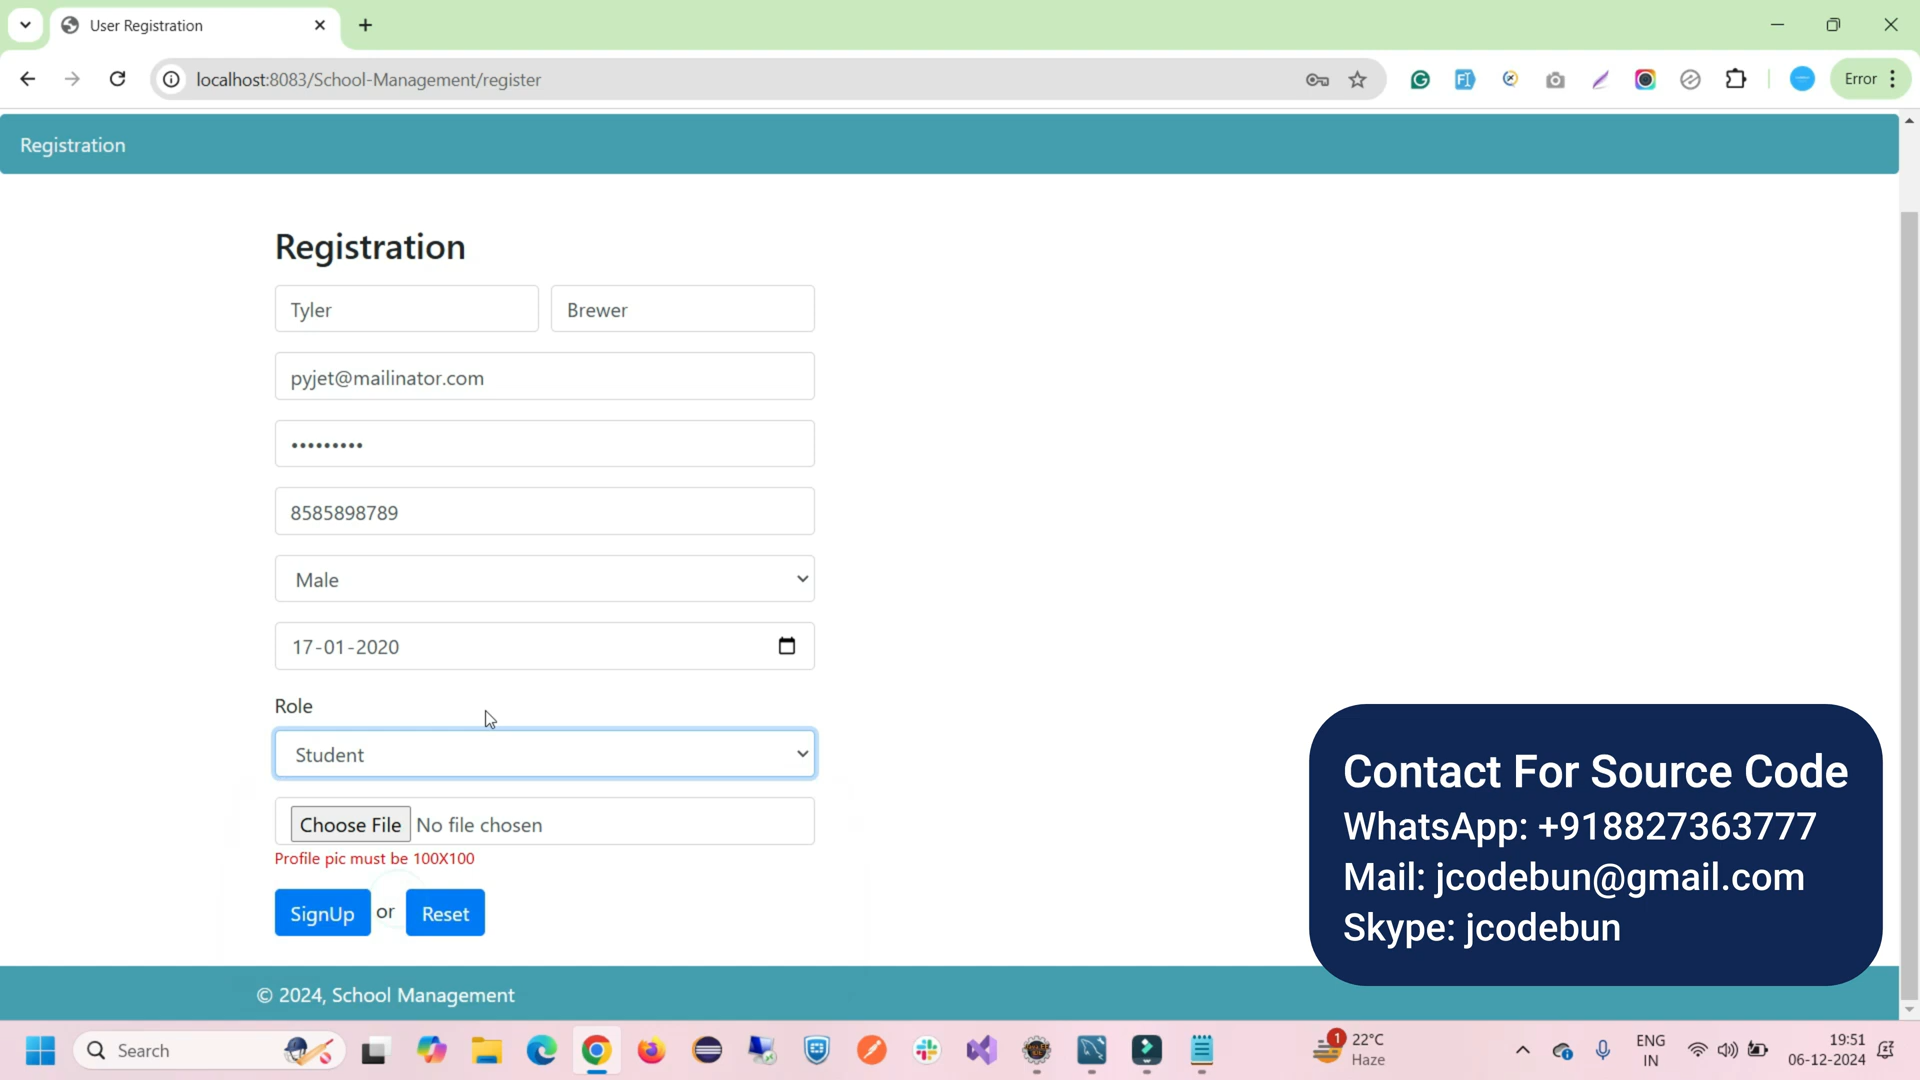 User Registration
localhost:8083/School-Management/register
Error
Registration
Registration
Tyler
Brewer
pyjet@mailinator.com
•••••••••
8585898789
Male
17-01-2020
Role
Student
Choose File No file chosen
Profile pic must be 100X100
SignUp or Reset
Contact For Source Code
WhatsApp: +918827363777
Mail: jcodebun@gmail.com
Skype: jcodebun
© 2024, School Management
Search
1
22°C
Haze
ENG
IN
19:51
06-12-2024